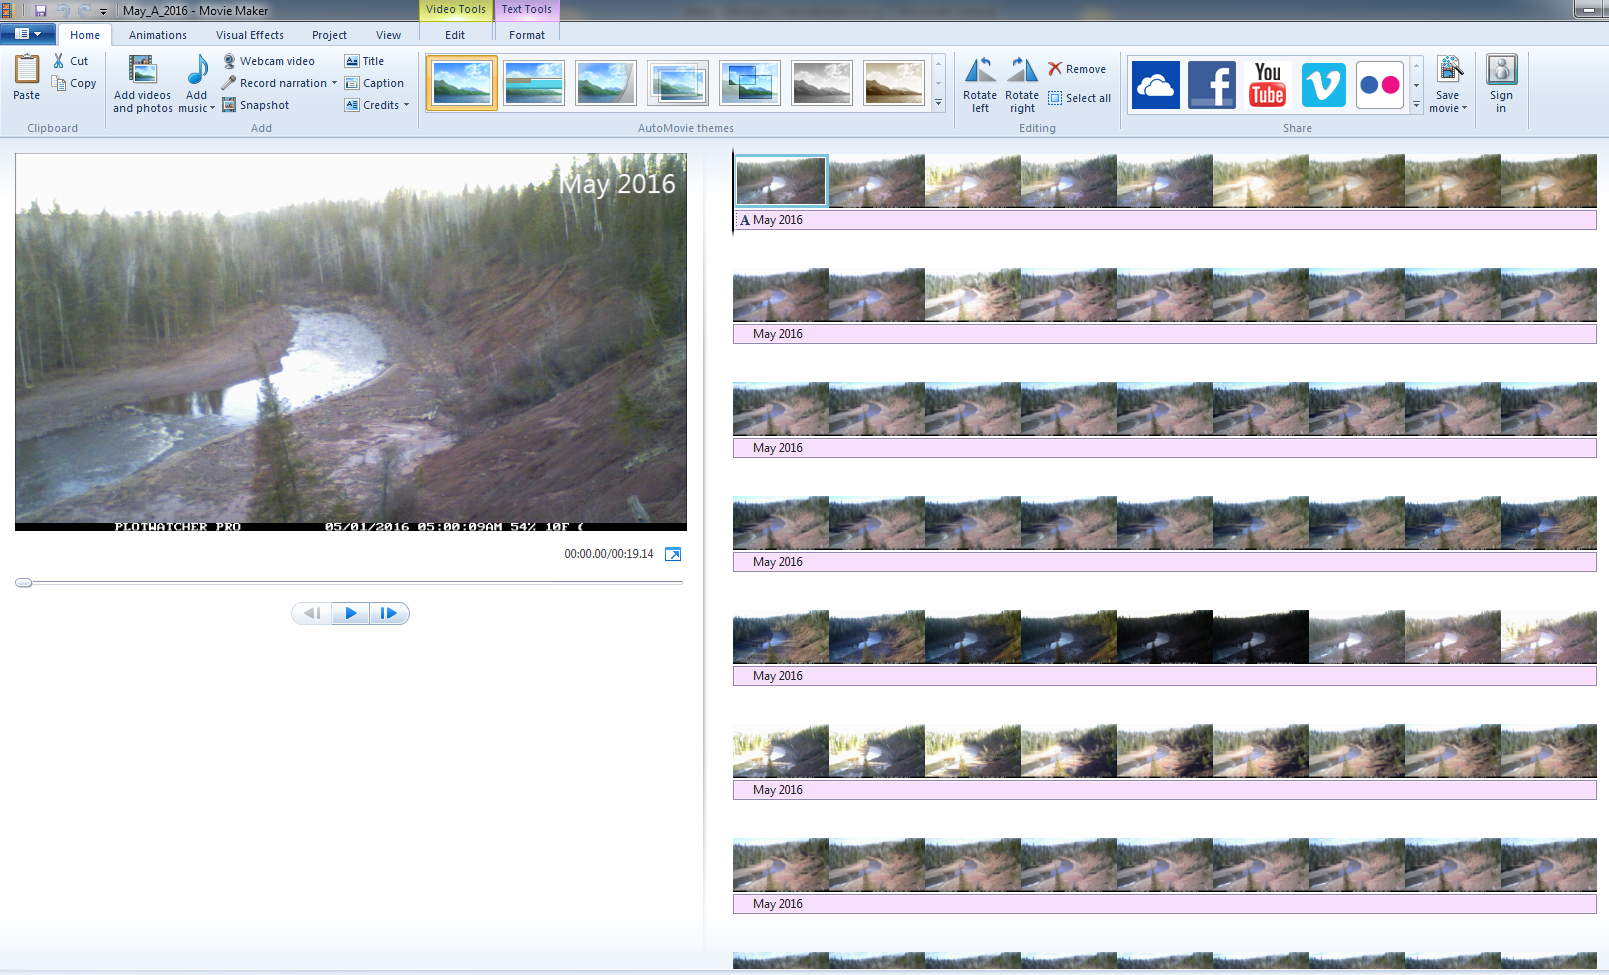 May_A_2016 - Movie Maker
Video Tools
Text Tools
Home
Animations
Visual Effects
Project
View
Edit
Format
Paste
Cut
Copy
Clipboard
Add videos
and photos
Add
music
Webcam video
Record narration
Snapshot
Title
Caption
Credits
Add
AutoMovie themes
Rotate
left
Rotate
right
Remove
Select all
Editing
You
Tube
Share
Save
movie
Sign
in
May 2016
PLOTWATCHER PRO 05/01/2016 05:00:09AM 54% 10F (
00:00.00/00:19.14
A May 2016
May 2016
May 2016
May 2016
May 2016
May 2016
May 2016